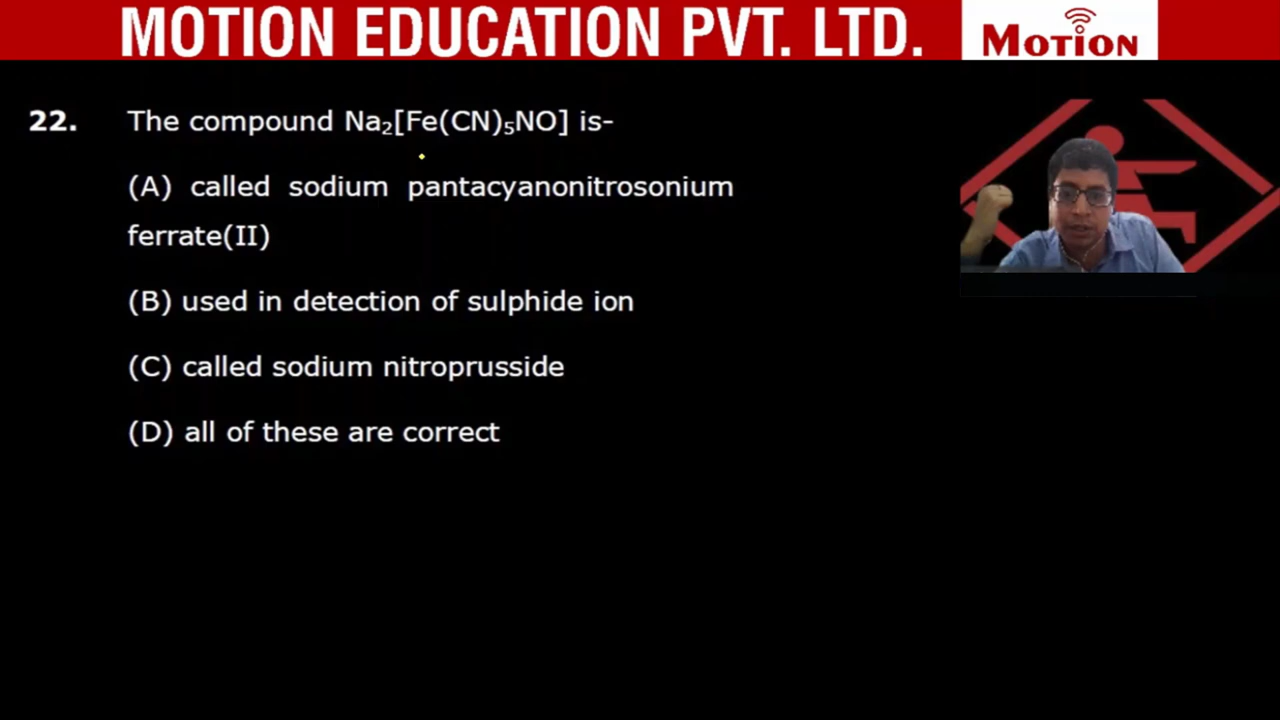 MOTION EDUCATION PVT. LTD.
MOTION
22. The compound Na₂[Fe(CN)₅NO] is-
(A) called sodium pantacyanonitrosonium
ferrate(II)
(B) used in detection of sulphide ion
(C) called sodium nitroprusside
(D) all of these are correct